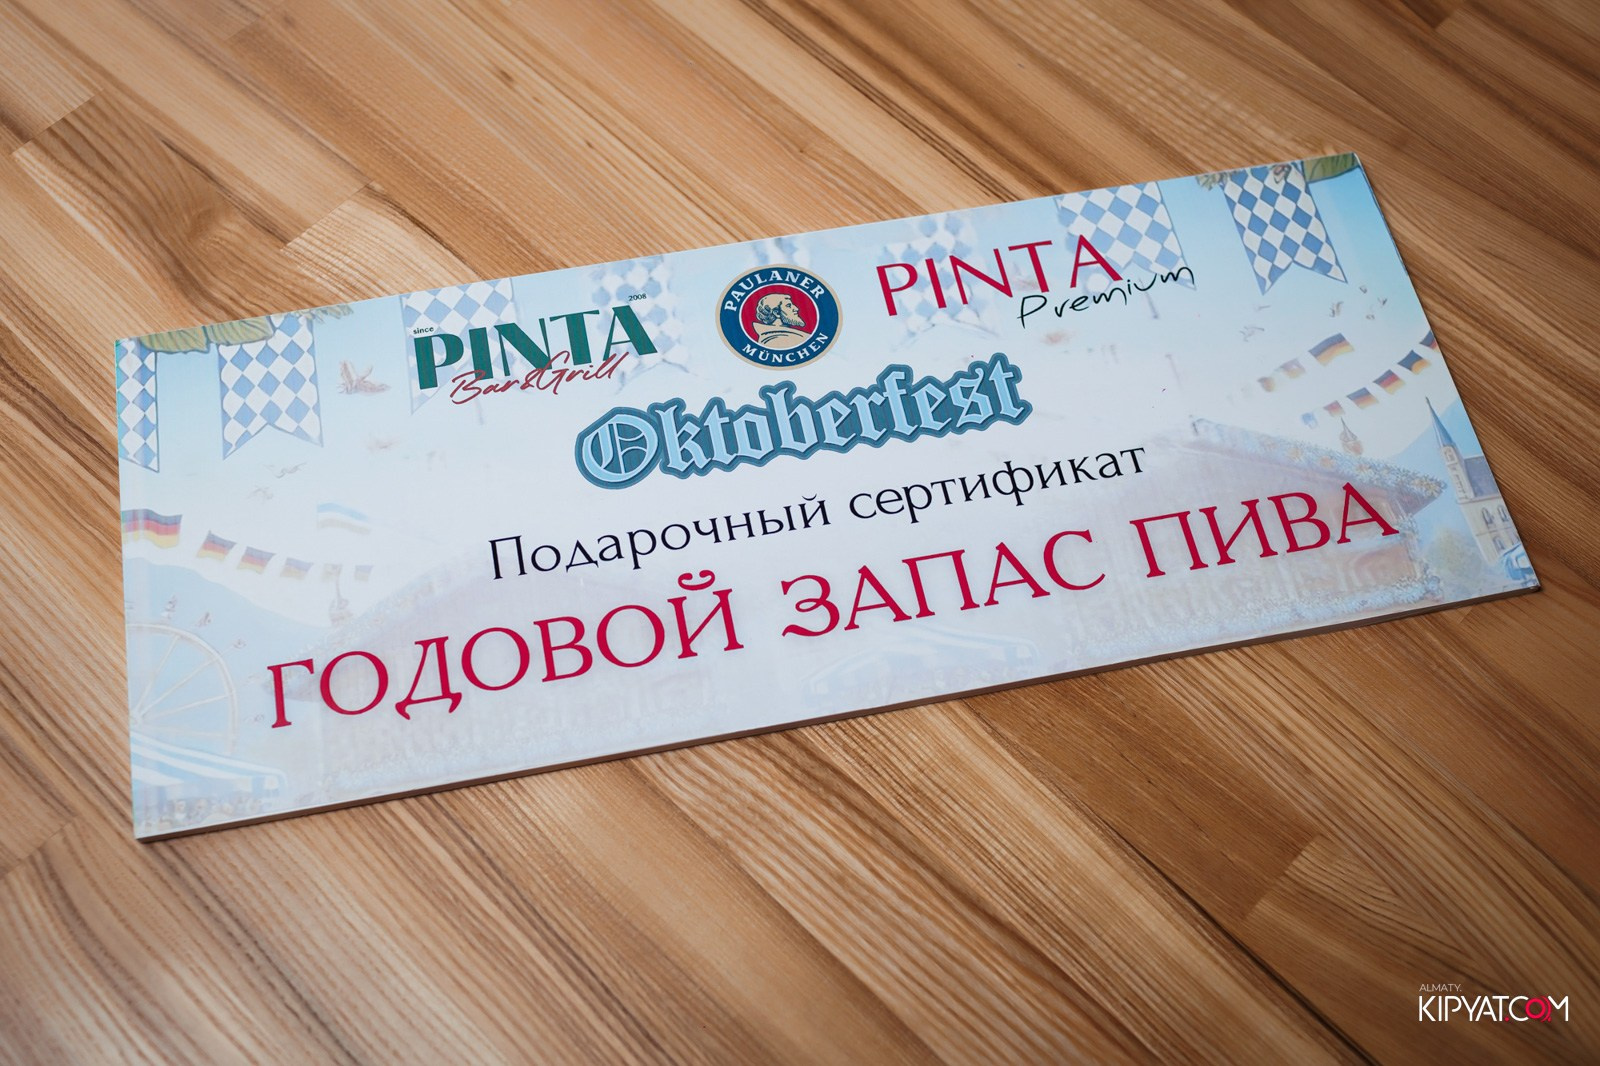 since 2008
PINTA
Bar&Grill
PAULANER
MÜNCHEN
PINTA
Premium
Oktoberfest
Подарочный сертификат
ГОДОВОЙ ЗАПАС ПИВА
ALMATY.
KIPYAT.COM